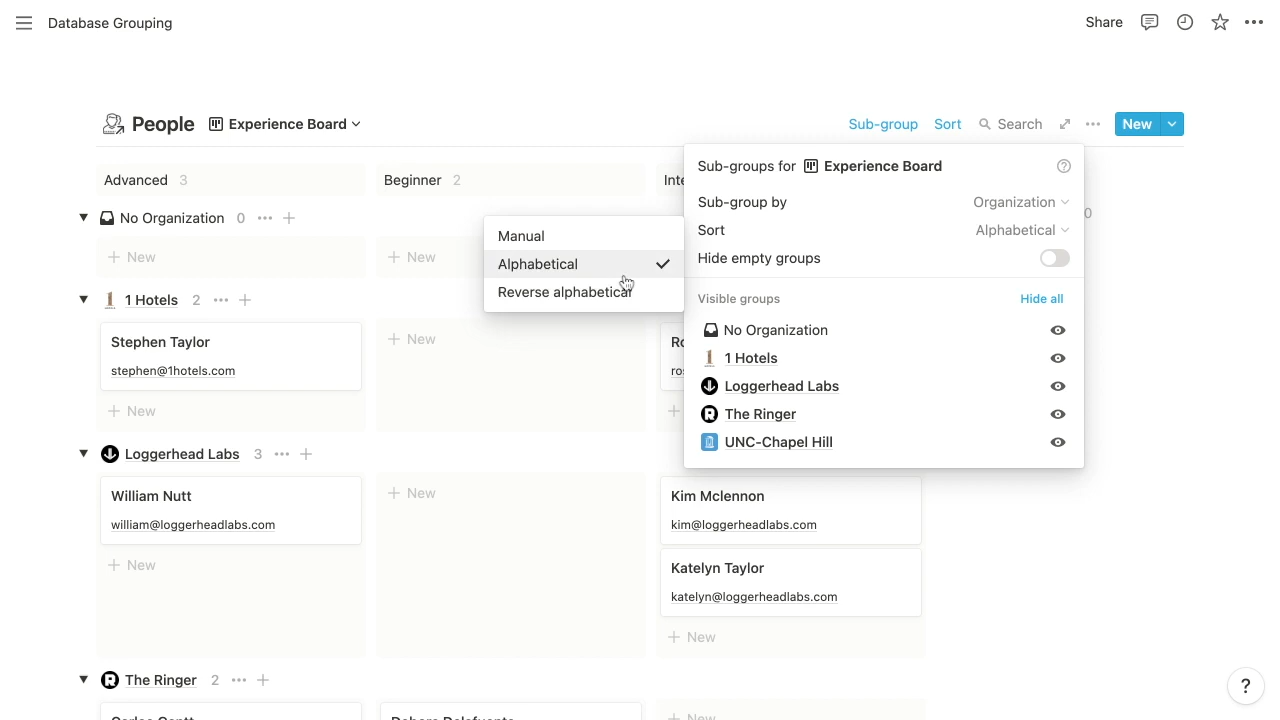 Database Grouping
Share
People
Experience Board
Sub-group
Sort
Search
New
Advanced 3
Beginner 2
No Organization 0
New
New
1 Hotels 2
Stephen Taylor
stephen@1hotels.com
New
New
Loggerhead Labs 3
William Nutt
william@loggerheadlabs.com
New
New
Kim Mclennon
kim@loggerheadlabs.com
Katelyn Taylor
katelyn@loggerheadlabs.com
New
The Ringer 2
New
Manual
Alphabetical
Reverse alphabetical
Sub-groups for Experience Board
Sub-group by Organization
Sort Alphabetical
Hide empty groups
Visible groups Hide all
No Organization
1 Hotels
Loggerhead Labs
The Ringer
UNC-Chapel Hill
0
?